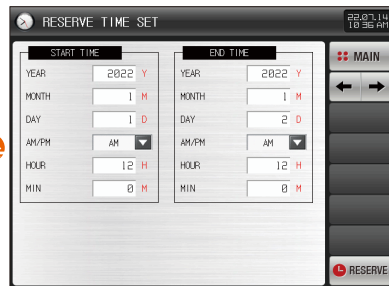 RESERVE TIME SET
22.07.14
10:36 AM
START TIME
YEAR 2022 Y
MONTH 1 M
DAY 1 D
AM/PM AM
HOUR 12 H
MIN 0 M
END TIME
YEAR 2022 Y
MONTH 1 M
DAY 2 D
AM/PM AM
HOUR 12 H
MIN 0 M
MAIN
RESERVE